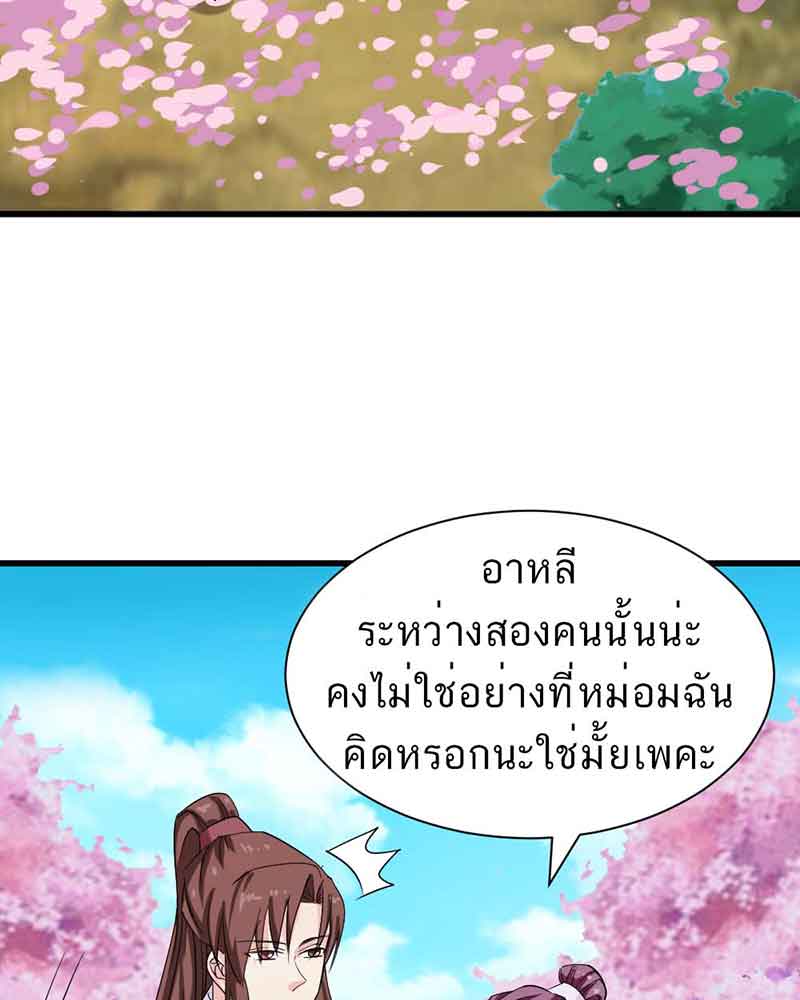 อาหลี
ระหว่างสองคนนั้นน่ะ
คงไม่ใช่อย่างที่หม่อมฉัน
คิดหรอกนะใช่มั้ยเพคะ